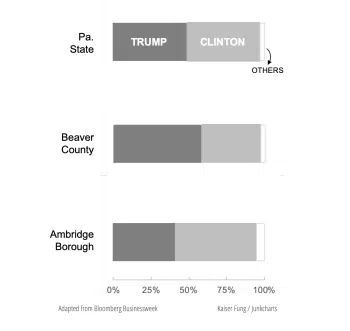 Pa.
State
TRUMP CLINTON
OTHERS
Beaver
County
Ambridge
Borough
0% 25% 50% 75% 100%
Adapted from Bloomberg Businessweek Kaiser Fung / Junkcharts